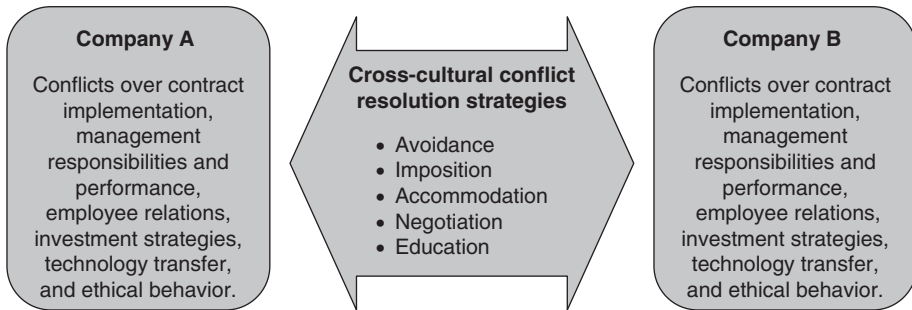 Company A
Conflicts over contract
implementation,
management
responsibilities and
performance,
employee relations,
investment strategies,
technology transfer,
and ethical behavior.
Cross-cultural conflict
resolution strategies
• Avoidance
• Imposition
• Accommodation
• Negotiation
• Education
Company B
Conflicts over contract
implementation,
management
responsibilities and
performance,
employee relations,
investment strategies,
technology transfer,
and ethical behavior.